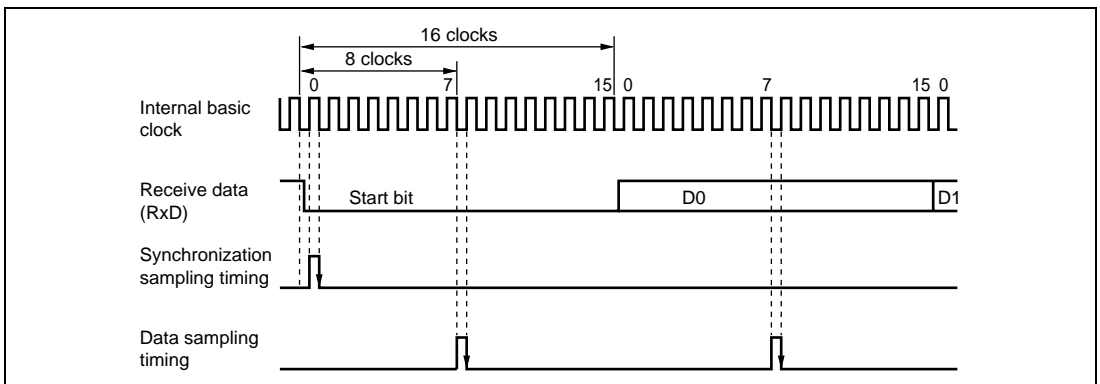 16 clocks
8 clocks
0 7 15 0 7 15 0
Internal basic
clock
Receive data
(RxD)
Start bit D0 D1
Synchronization
sampling timing
Data sampling
timing